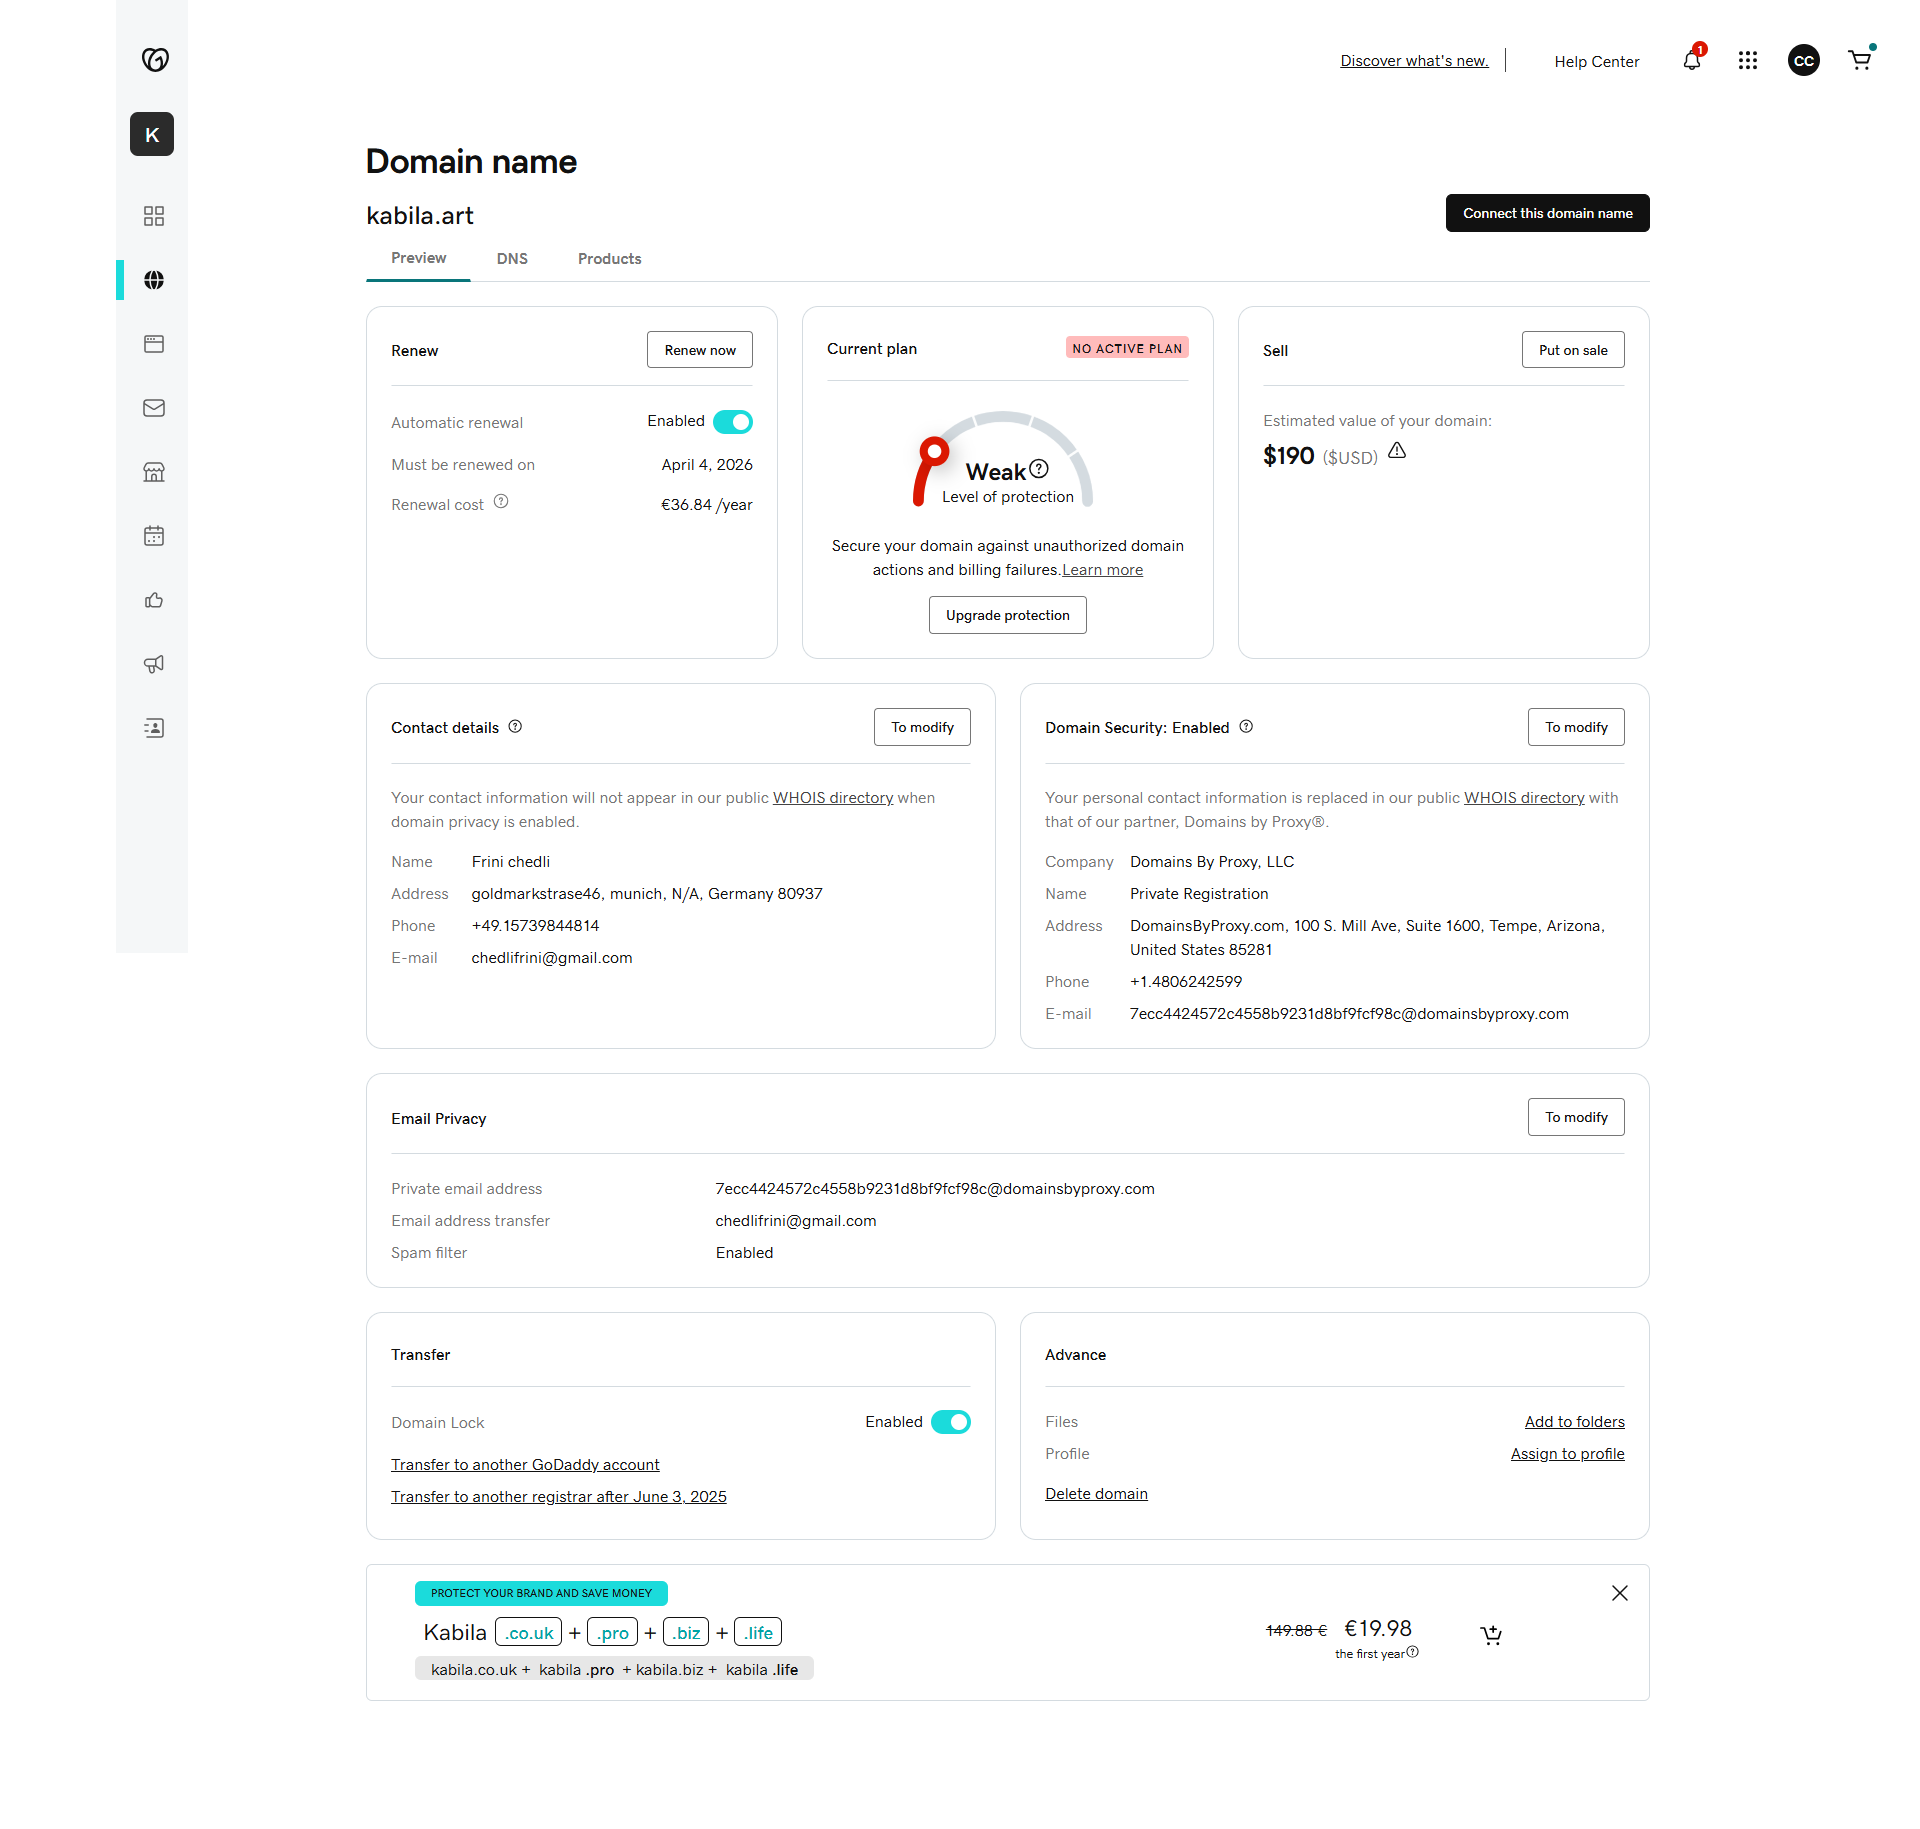 Discover what's new.
Help Center
1
CC
K
Domain name
kabila.art
Connect this domain name
Preview
DNS
Products
Renew
Renew now
Automatic renewal
Enabled
Must be renewed on
April 4, 2026
Renewal cost
€36.84 /year
Current plan
NO ACTIVE PLAN
Weak
Level of protection
Secure your domain against unauthorized domain
actions and billing failures.Learn more
Upgrade protection
Sell
Put on sale
Estimated value of your domain:
$190 ($USD)
Contact details
To modify
Your contact information will not appear in our public WHOIS directory when
domain privacy is enabled.
Name Frini chedli
Address goldmarkstrase46, munich, N/A, Germany 80937
Phone +49.15739844814
E-mail chedlifrini@gmail.com
Domain Security: Enabled
To modify
Your personal contact information is replaced in our public WHOIS directory with
that of our partner, Domains by Proxy®.
Company Domains By Proxy, LLC
Name Private Registration
Address DomainsByProxy.com, 100 S. Mill Ave, Suite 1600, Tempe, Arizona,
United States 85281
Phone +1.4806242599
E-mail 7ecc4424572c4558b9231d8bf9fcf98c@domainsbyproxy.com
Email Privacy
To modify
Private email address 7ecc4424572c4558b9231d8bf9fcf98c@domainsbyproxy.com
Email address transfer chedlifrini@gmail.com
Spam filter Enabled
Transfer
Domain Lock
Enabled
Transfer to another GoDaddy account
Transfer to another registrar after June 3, 2025
Advance
Files Add to folders
Profile Assign to profile
Delete domain
PROTECT YOUR BRAND AND SAVE MONEY
Kabila .co.uk + .pro + .biz + .life
kabila.co.uk + kabila .pro + kabila.biz + kabila .life
149.88 € €19.98
the first year